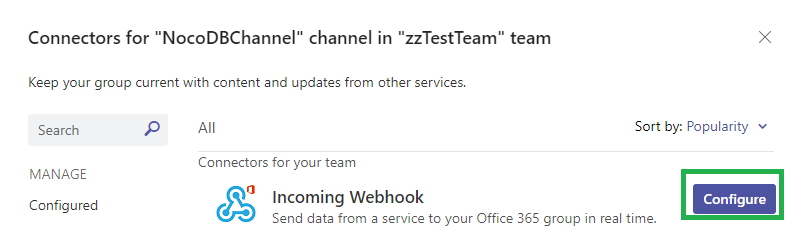 Connectors for "NocoDBChannel" channel in "zzTestTeam" team
Keep your group current with content and updates from other services.
Search
All
Sort by: Popularity
MANAGE
Connectors for your team
Configured
Incoming Webhook
Configure
Send data from a service to your Office 365 group in real time.